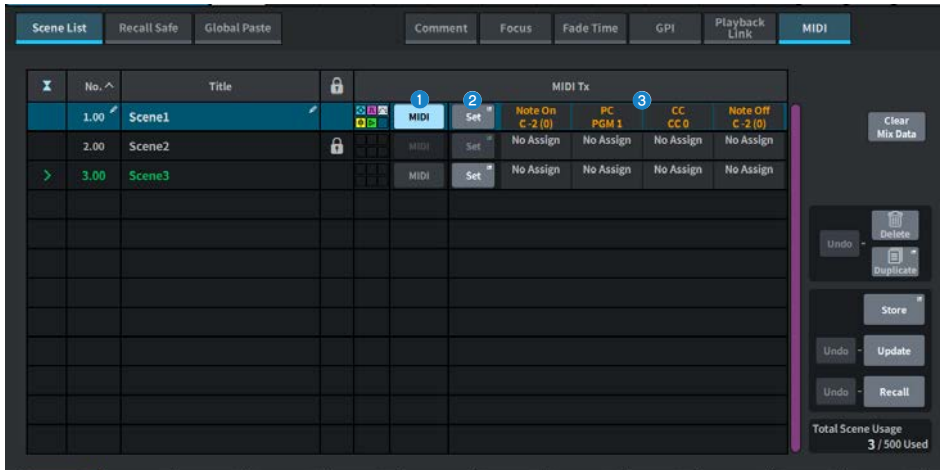 Scene List Recall Safe Global Paste Comment Focus Fade Time GPI Playback Link MIDI
No. Title MIDI Tx
1 2 3
1.00 Scene1 MIDI Set Note On C -2 (0) PC PGM 1 CC CC 0 Note Off C -2 (0)
Clear Mix Data
2.00 Scene2 MIDI Set No Assign No Assign No Assign No Assign
3.00 Scene3 MIDI Set No Assign No Assign No Assign No Assign
Delete
Undo -
Duplicate
Store
Undo - Update
Undo - Recall
Total Scene Usage
3 / 500 Used